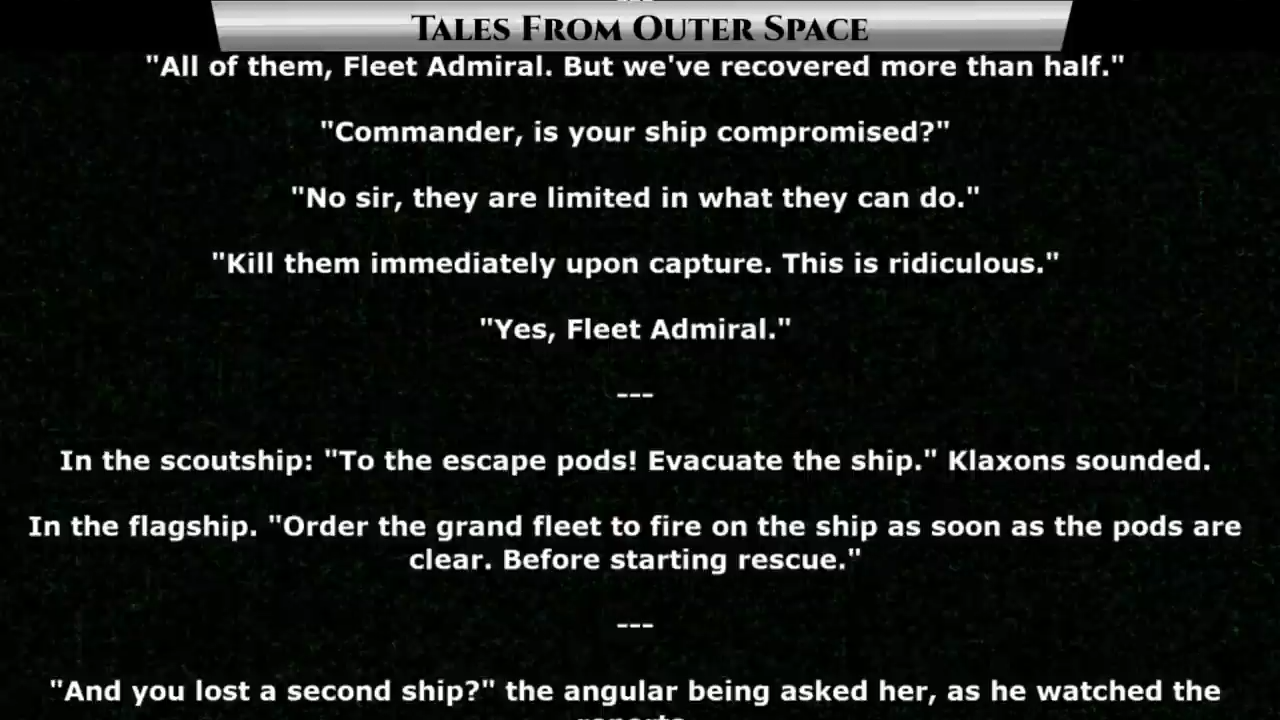 Tales From Outer Space
"All of them, Fleet Admiral. But we've recovered more than half."
"Commander, is your ship compromised?"
"No sir, they are limited in what they can do."
"Kill them immediately upon capture. This is ridiculous."
"Yes, Fleet Admiral."
---
In the scoutship: "To the escape pods! Evacuate the ship." Klaxons sounded.
In the flagship. "Order the grand fleet to fire on the ship as soon as the pods are
clear. Before starting rescue."
---
"And you lost a second ship?" the angular being asked her, as he watched the